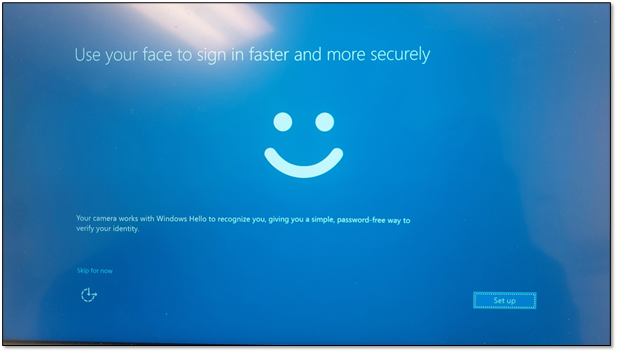 Use your face to sign in faster and more securely
Your camera works with Windows Hello to recognize you, giving you a simple, password-free way to
verify your identity.
Skip for now
Set up